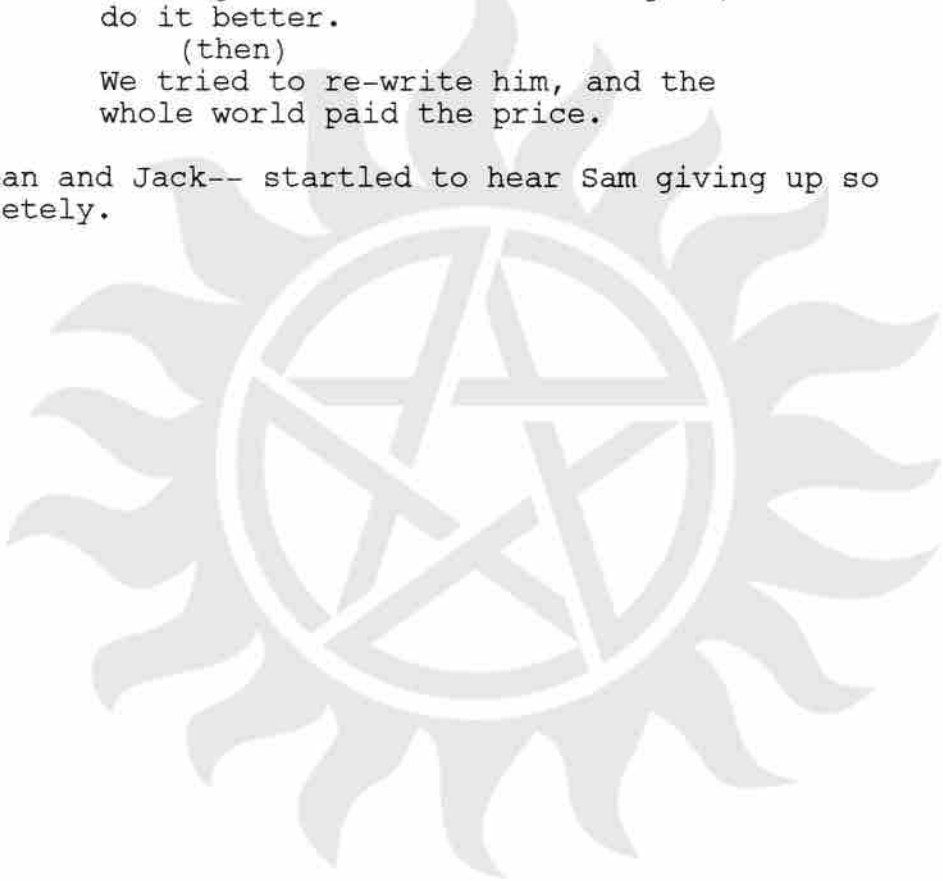 do it better.
(then)
We tried to re-write him, and the
whole world paid the price.
an and Jack-- startled to hear Sam giving up so
etely.